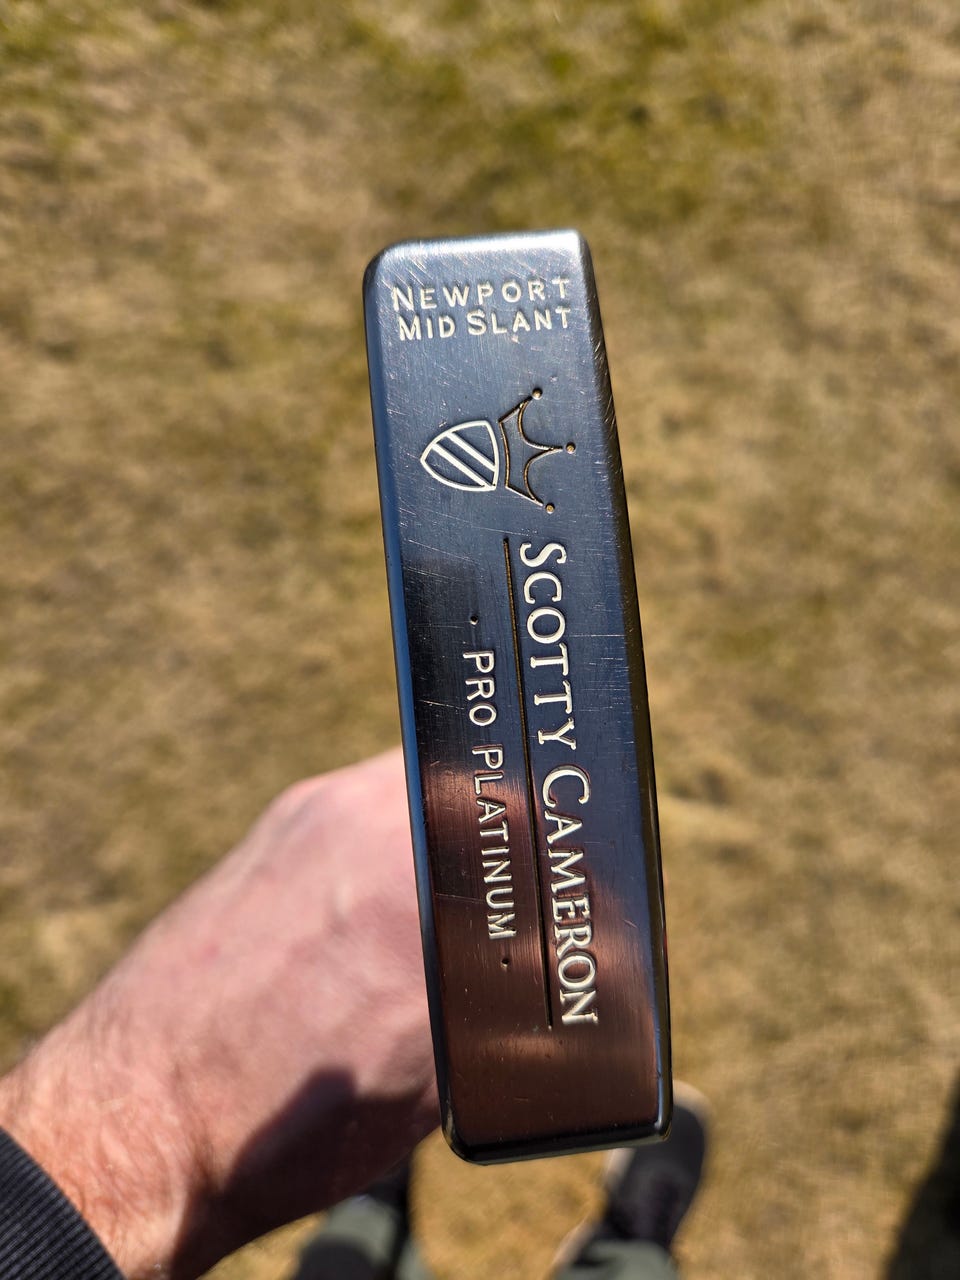 NEWPORT
MID SLANT
SCOTTY CAMERON
· PRO PLATINUM ·